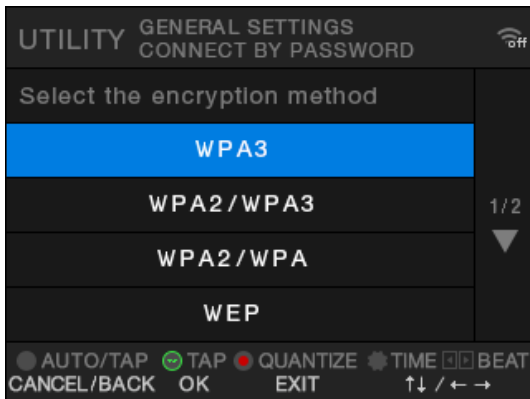 UTILITY GENERAL SETTINGS
CONNECT BY PASSWORD
off
Select the encryption method
WPA3
WPA2/WPA3
1/2
WPA2/WPA
WEP
AUTO/TAP TAP QUANTIZE TIME BEAT
CANCEL/BACK OK EXIT ↑↓/←→